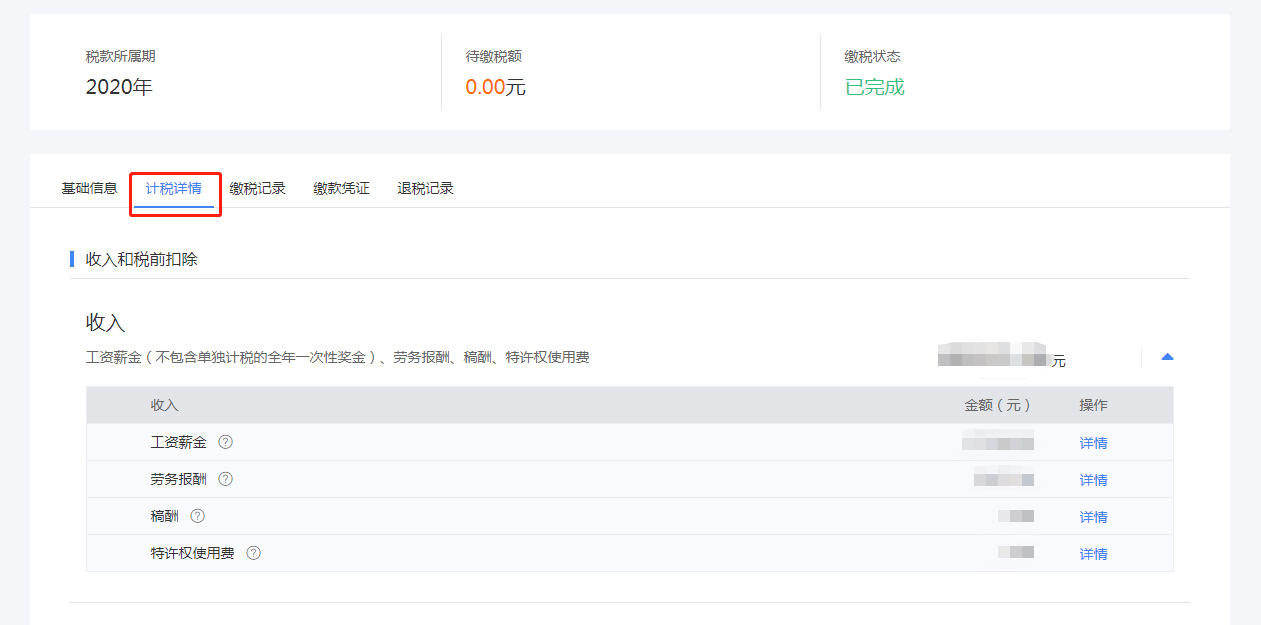 税款所属期 待缴税额 缴税状态
2020年 0.00元 已完成
基础信息 计税详情 缴税记录 缴款凭证 退税记录
收入和税前扣除
收入
工资薪金（不包含单独计税的全年一次性奖金）、劳务报酬、稿酬、特许权使用费 元
收入 金额（元） 操作
工资薪金 ? 详情
劳务报酬 ? 详情
稿酬 ? 详情
特许权使用费 ? 详情